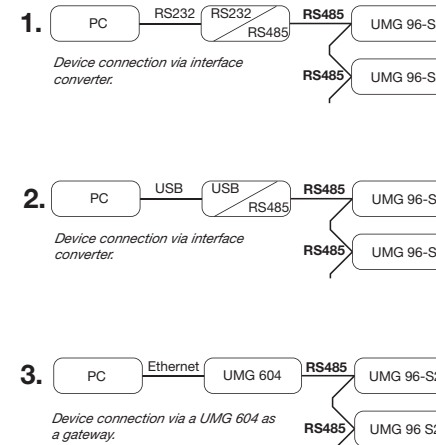 1.
PC
RS232
RS232
RS485
RS485
UMG 96-S
RS485
UMG 96-S
Device connection via interface
converter.
2.
PC
USB
USB
RS485
RS485
UMG 96-S
RS485
UMG 96-S
Device connection via interface
converter.
3.
PC
Ethernet
UMG 604
RS485
UMG 96-S2
RS485
UMG 96 S2
Device connection via a UMG 604 as
a gateway.